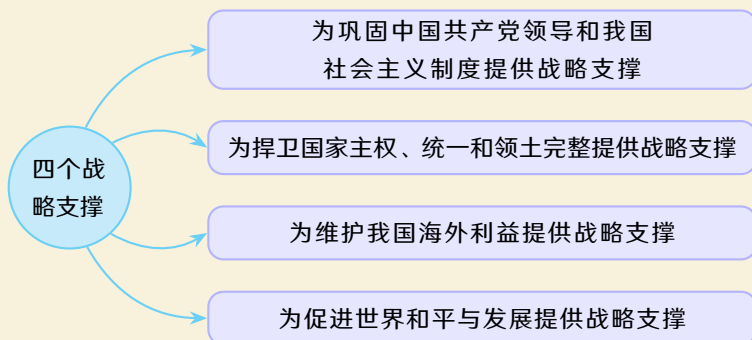 四个战
略支撑
为巩固中国共产党领导和我国
社会主义制度提供战略支撑
为捍卫国家主权、统一和领土完整提供战略支撑
为维护我国海外利益提供战略支撑
为促进世界和平与发展提供战略支撑